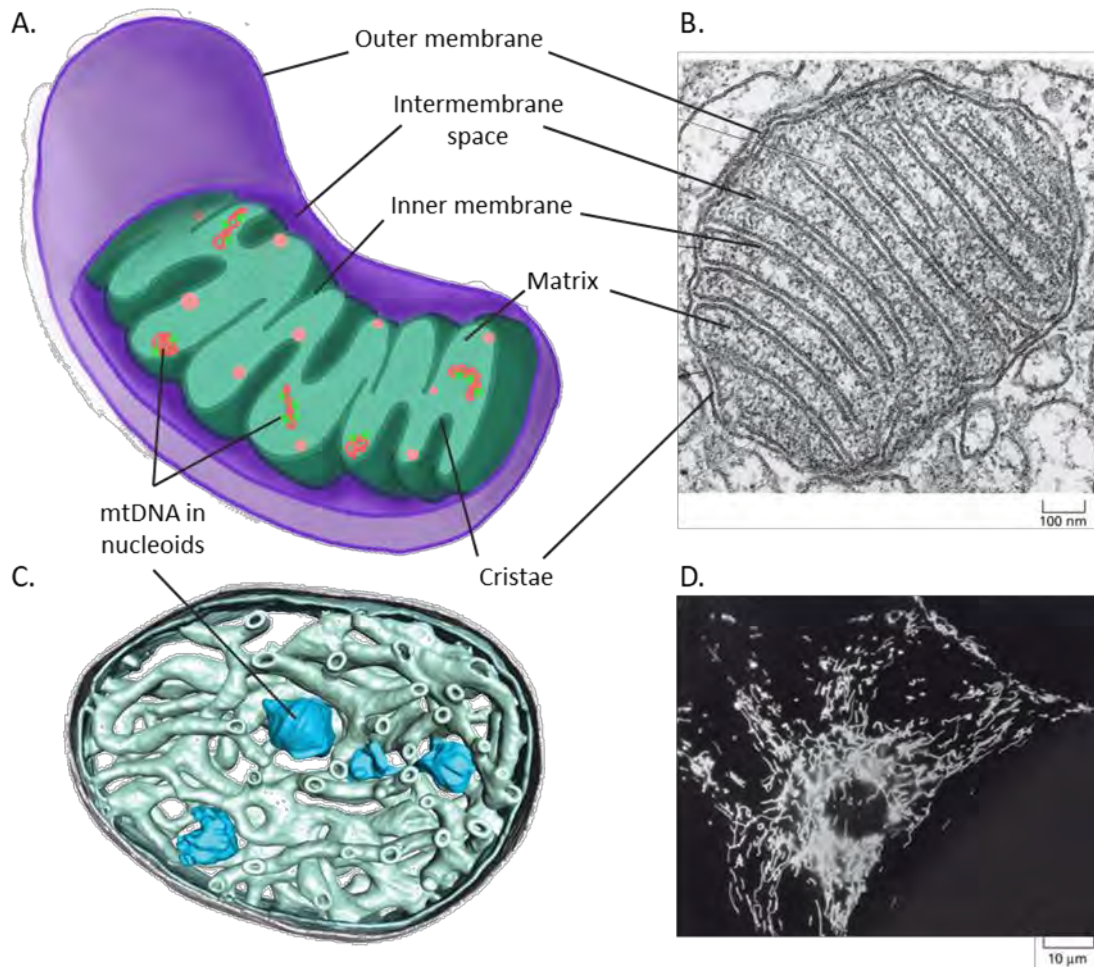 A.
B.
Outer membrane
Intermembrane
space
Inner membrane
Matrix
mtDNA in
nucleoids
100 nm
C.
Cristae
D.
10 μm